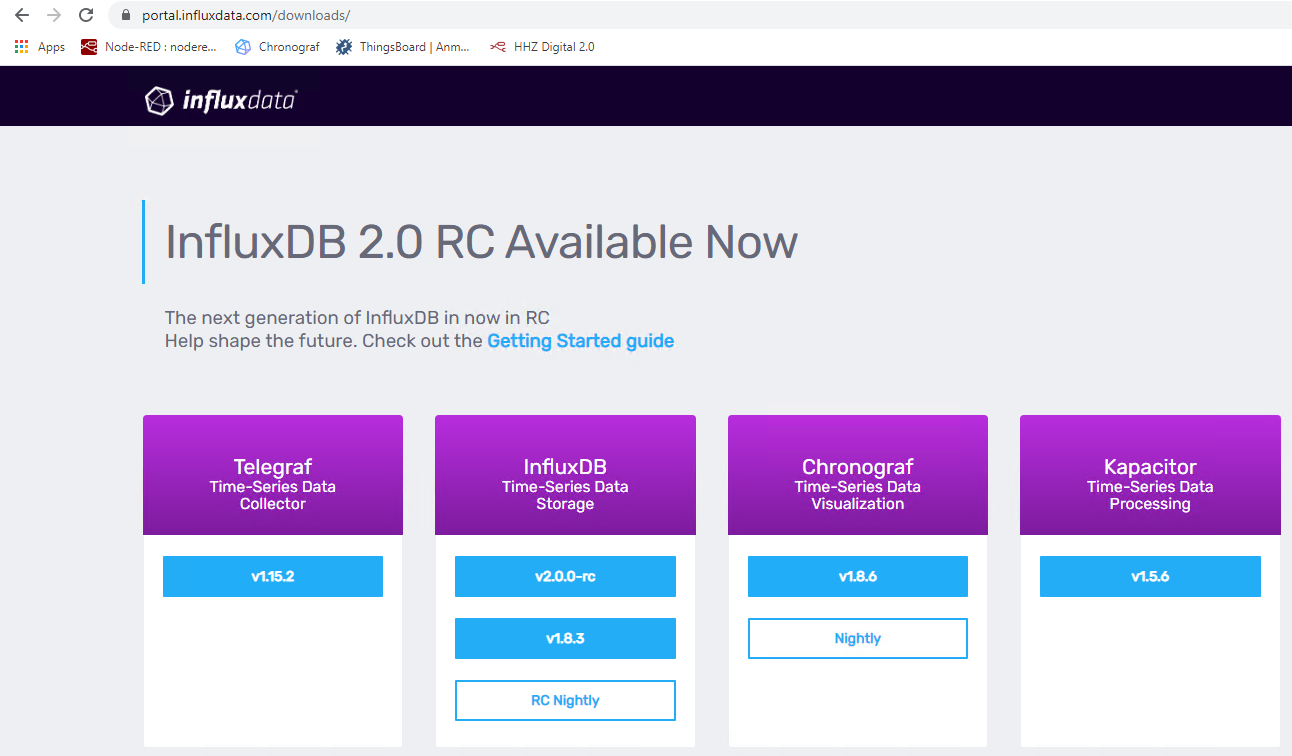 portal.influxdata.com/downloads/
Apps Node-RED : nodere... Chronograf ThingsBoard | Anm... HHZ Digital 2.0
influxdata
InfluxDB 2.0 RC Available Now
The next generation of InfluxDB in now in RC
Help shape the future. Check out the Getting Started guide
Telegraf
Time-Series Data
Collector
v1.15.2
InfluxDB
Time-Series Data
Storage
v2.0.0-rc
v1.8.3
RC Nightly
Chronograf
Time-Series Data
Visualization
v1.8.6
Nightly
Kapacitor
Time-Series Data
Processing
v1.5.6